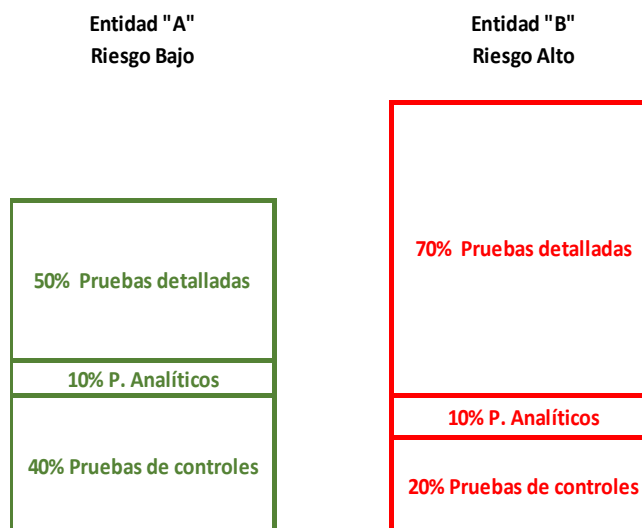 Entidad "A"
Riesgo Bajo
50% Pruebas detalladas
10% P. Analíticos
40% Pruebas de controles
Entidad "B"
Riesgo Alto
70% Pruebas detalladas
10% P. Analíticos
20% Pruebas de controles